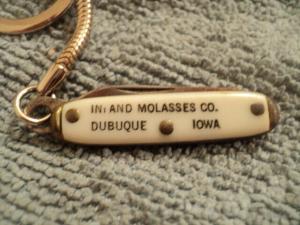 INLAND MOLASSES CO.
DUBUQUE IOWA